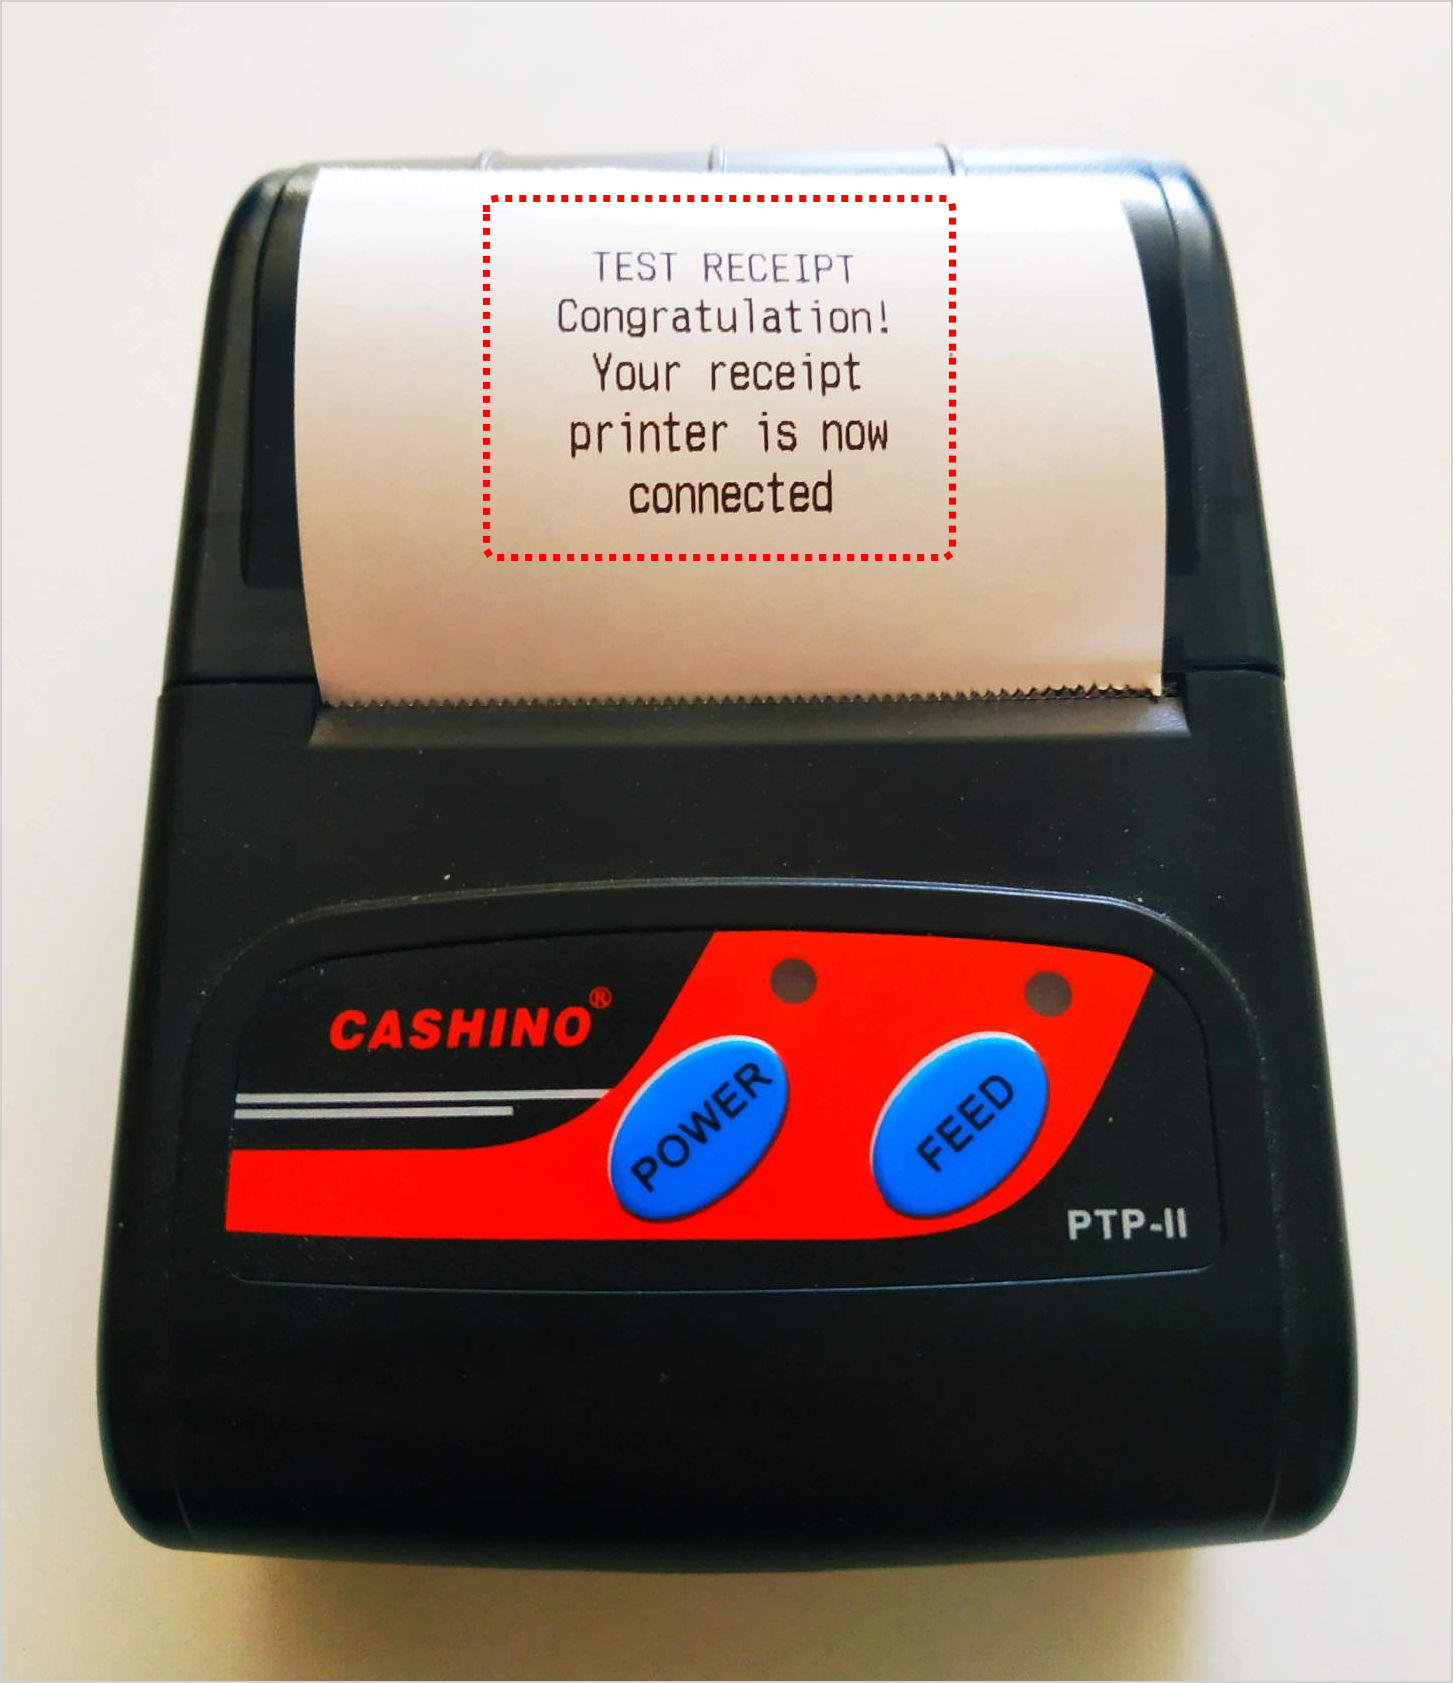 TEST RECEIPT
Congratulation!
Your receipt
printer is now
connected
CASHINO®
POWER
FEED
PTP-II